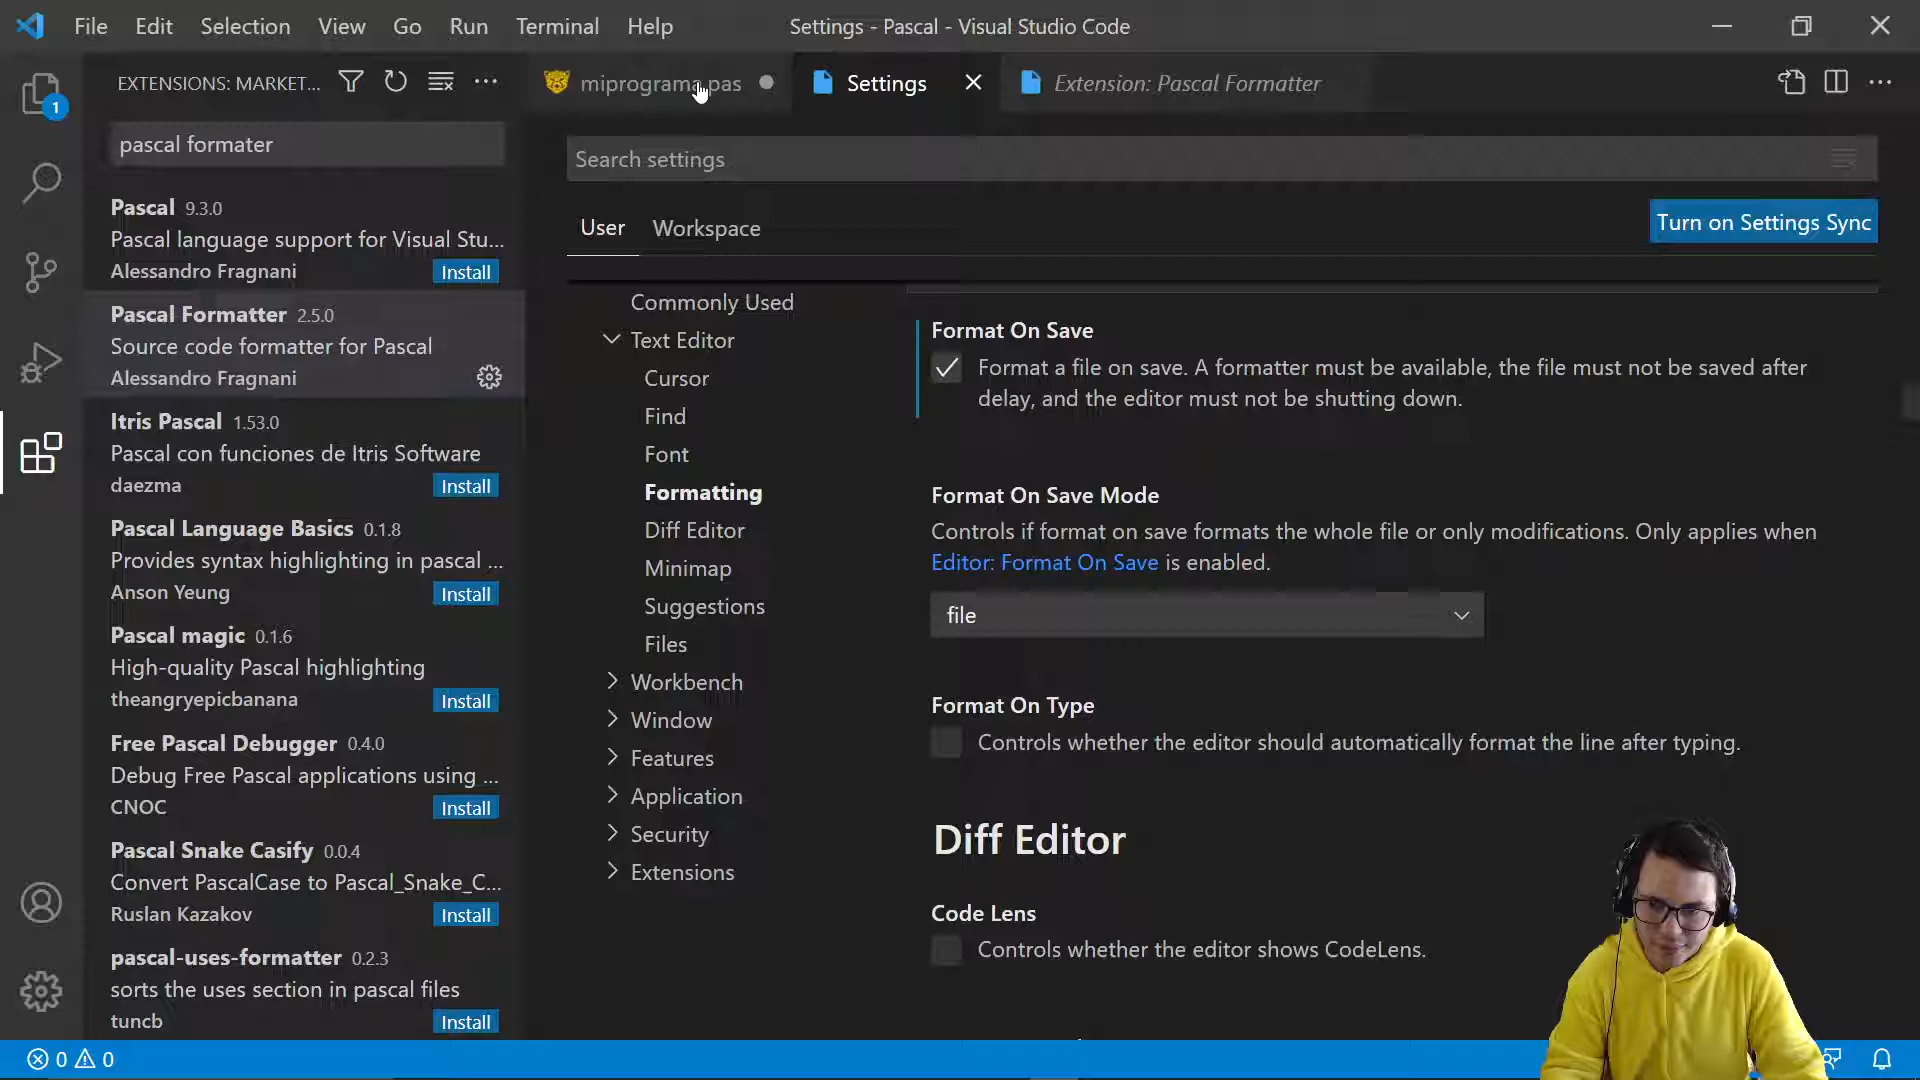 File Edit Selection View Go Run Terminal Help
Settings - Pascal - Visual Studio Code
EXTENSIONS: MARKET...
miprograma.pas
Settings
Extension: Pascal Formatter
1
pascal formater
Search settings
User Workspace
Turn on Settings Sync
Pascal 9.3.0
Pascal language support for Visual Stu...
Alessandro Fragnani
Install
Pascal Formatter 2.5.0
Source code formatter for Pascal
Alessandro Fragnani
Itris Pascal 1.53.0
Pascal con funciones de Itris Software
daezma
Install
Pascal Language Basics 0.1.8
Provides syntax highlighting in pascal ...
Anson Yeung
Install
Pascal magic 0.1.6
High-quality Pascal highlighting
theangryepicbanana
Install
Free Pascal Debugger 0.4.0
Debug Free Pascal applications using ...
CNOC
Install
Pascal Snake Casify 0.0.4
Convert PascalCase to Pascal_Snake_C...
Ruslan Kazakov
Install
pascal-uses-formatter 0.2.3
sorts the uses section in pascal files
tuncb
Install
Commonly Used
Text Editor
Cursor
Find
Font
Formatting
Diff Editor
Minimap
Suggestions
Files
Workbench
Window
Features
Application
Security
Extensions
Format On Save
Format a file on save. A formatter must be available, the file must not be saved after
delay, and the editor must not be shutting down.
Format On Save Mode
Controls if format on save formats the whole file or only modifications. Only applies when
Editor: Format On Save is enabled.
file
Format On Type
Controls whether the editor should automatically format the line after typing.
Diff Editor
Code Lens
Controls whether the editor shows CodeLens.
0 0